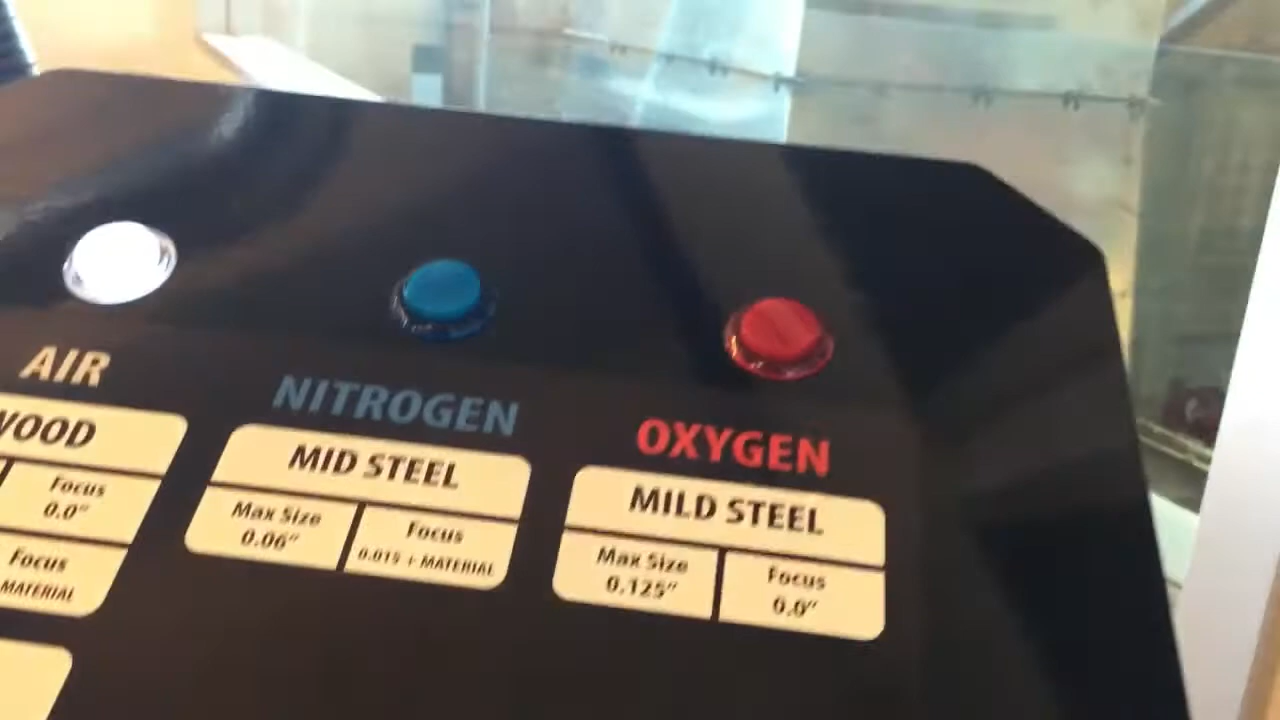 AIR
NITROGEN
OXYGEN
MID STEEL
MILD STEEL
Focus
0.0"
Max Size
0.06"
Focus
0.015 + MATERIAL
Max Size
0.125"
Focus
0.0"
Focus
MATERIAL